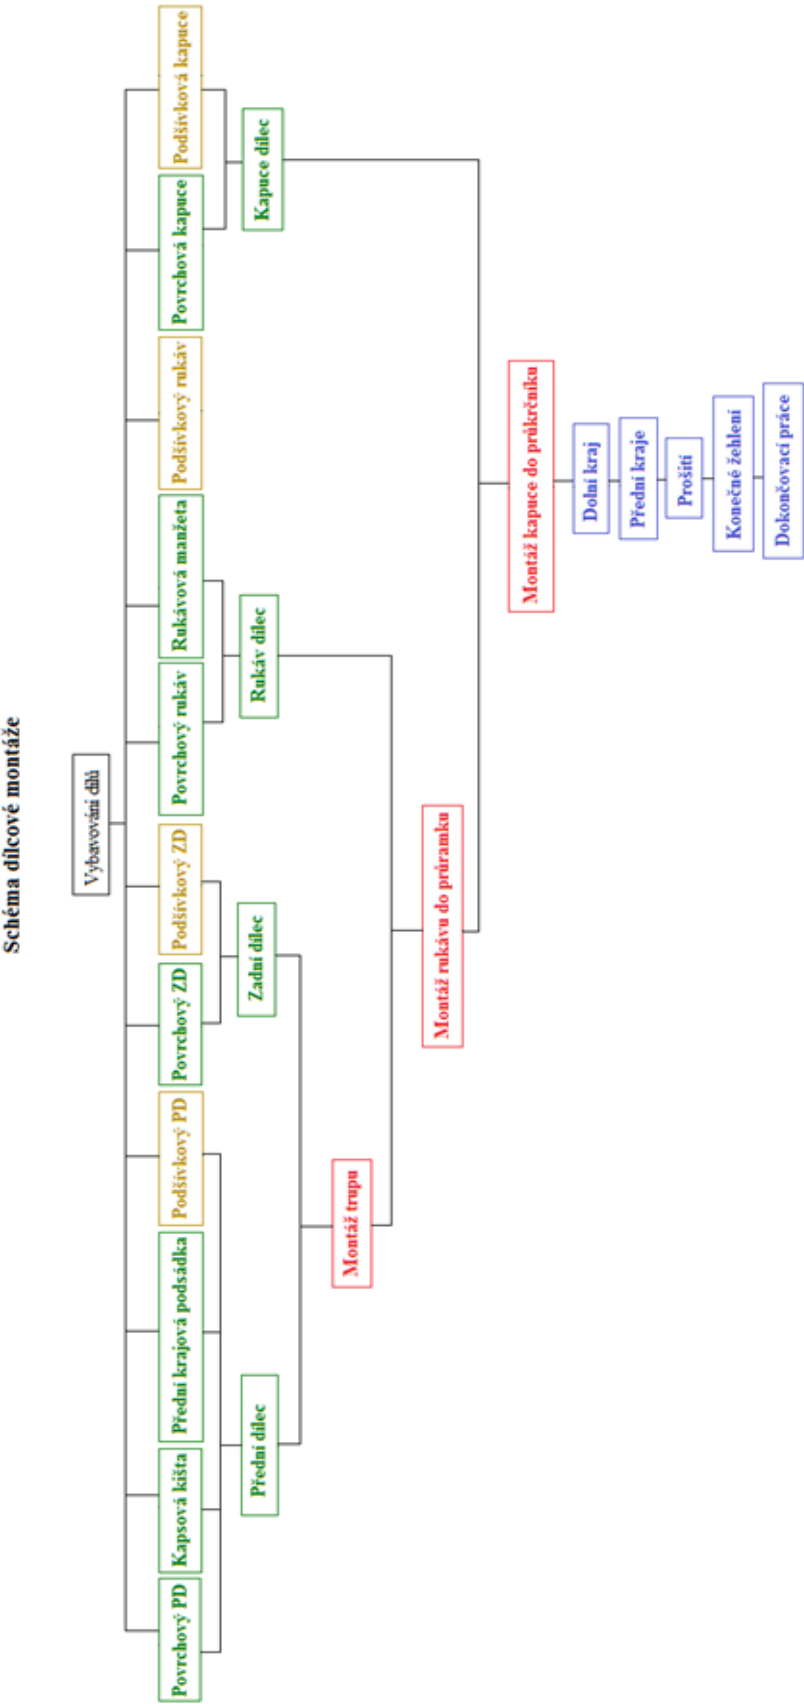 Schéma dílcové montáže
Vybavování dílů
Povrchový PD
Kapsová kišta
Přední krajová podsádka
Podšívkový PD
Povrchový ZD
Podšívkový ZD
Povrchový rukáv
Rukávová manžeta
Podšívkový rukáv
Povrchová kapuce
Podšívková kapuce
Přední dílec
Zadní dílec
Rukáv dílec
Kapuce dílec
Montáž trupu
Montáž rukávu do průramku
Montáž kapuce do průkrčníku
Dolní kraj
Přední kraje
Prošití
Konečné žehlení
Dokončovací práce